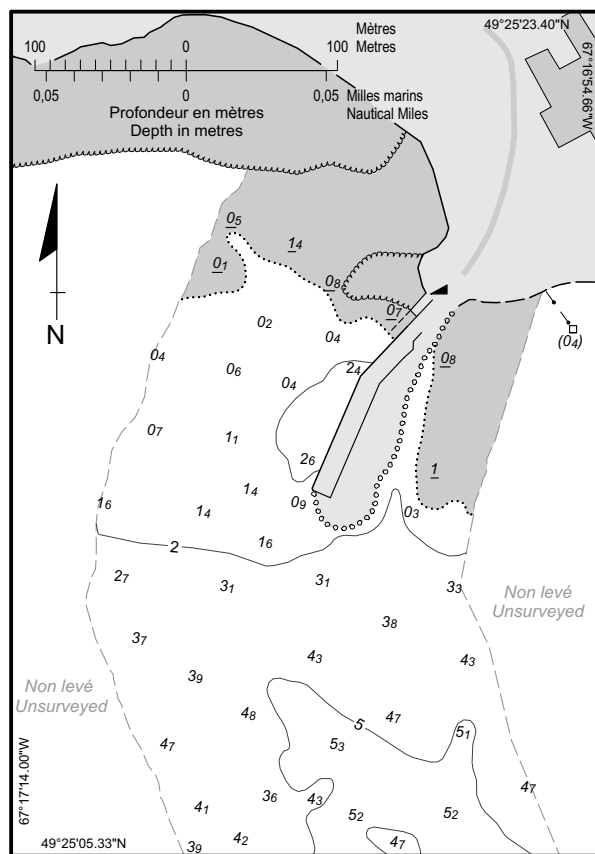 49°25'23.40"N
67°16'54.66"W
Mètres
Metres
100 0 100
0,05 0 0,05
Milles marins
Nautical Miles
Profondeur en mètres
Depth in metres
05
14
01
08
07
N
(04)
02
04
04
06
24
08
04
07
11
26
1
16
14
14
09
03
2
16
27
31
31
33
38
Non levé
Unsurveyed
37
43
43
39
Non levé
Unsurveyed
48
47
5
51
47
53
47
36
43
47
41
52
52
42
47
39
67°17'14.00"W
49°25'05.33"N